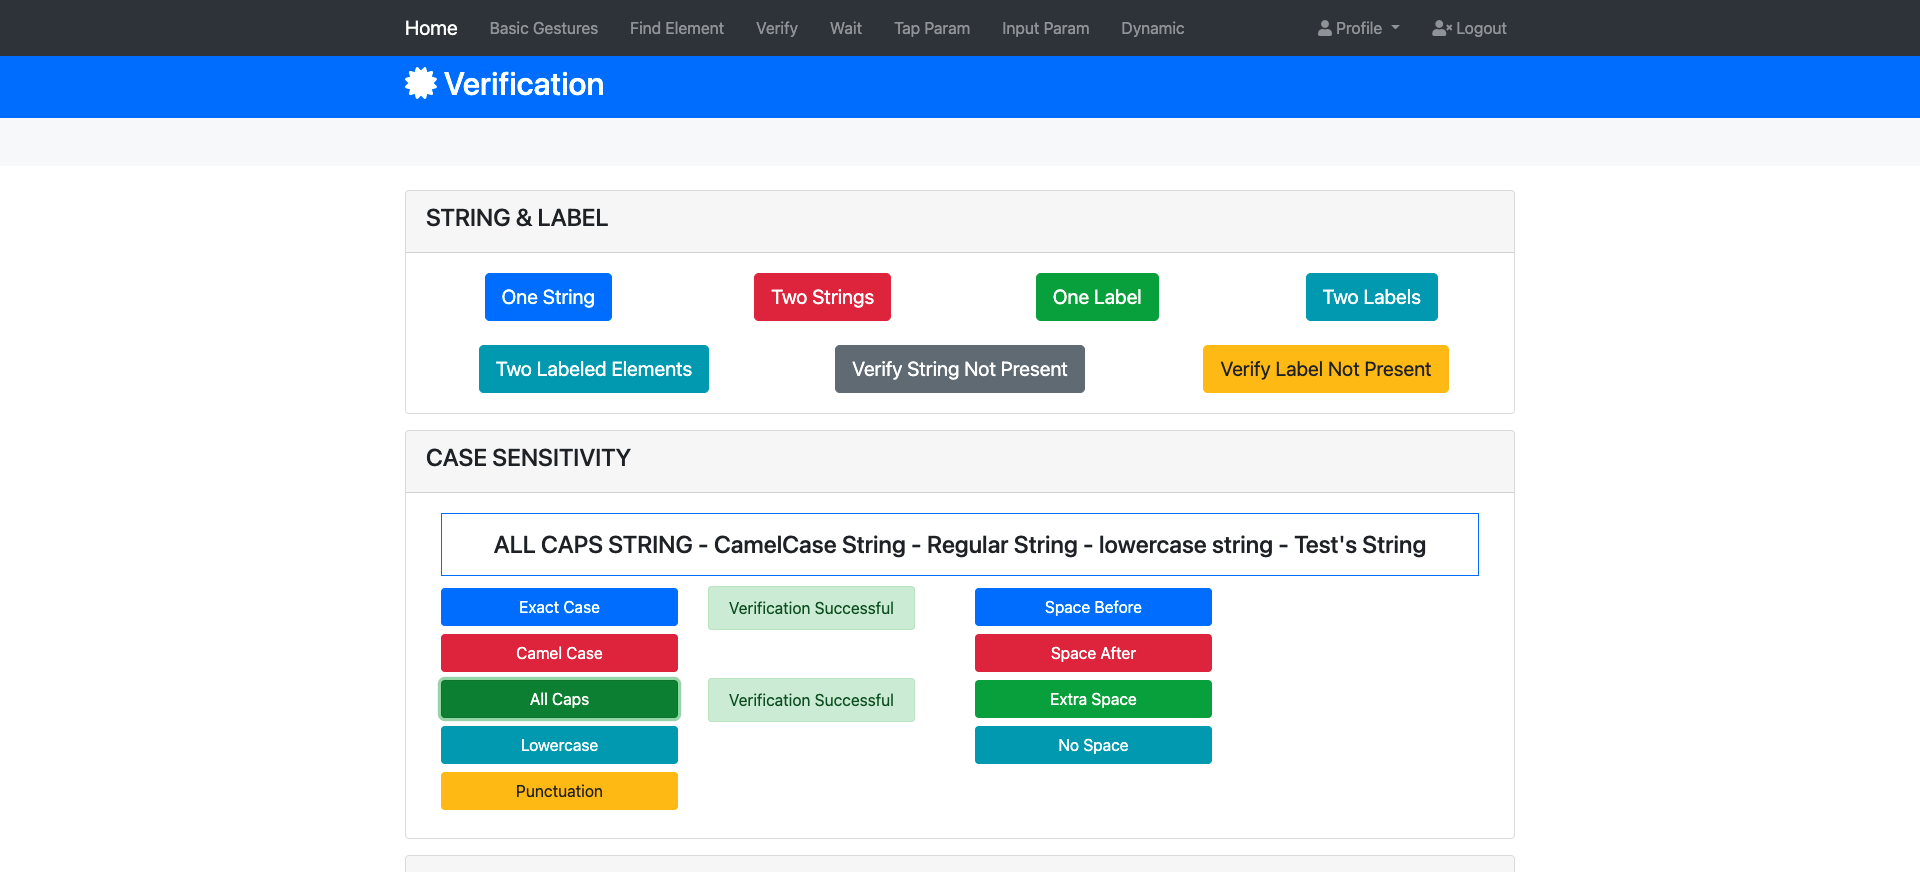 Home Basic Gestures Find Element Verify Wait Tap Param Input Param Dynamic Profile Logout
Verification
STRING & LABEL
One String Two Strings One Label Two Labels
Two Labeled Elements Verify String Not Present Verify Label Not Present
CASE SENSITIVITY
ALL CAPS STRING - CamelCase String - Regular String - lowercase string - Test's String
Exact Case Verification Successful Space Before
Camel Case Space After
All Caps Verification Successful Extra Space
Lowercase No Space
Punctuation